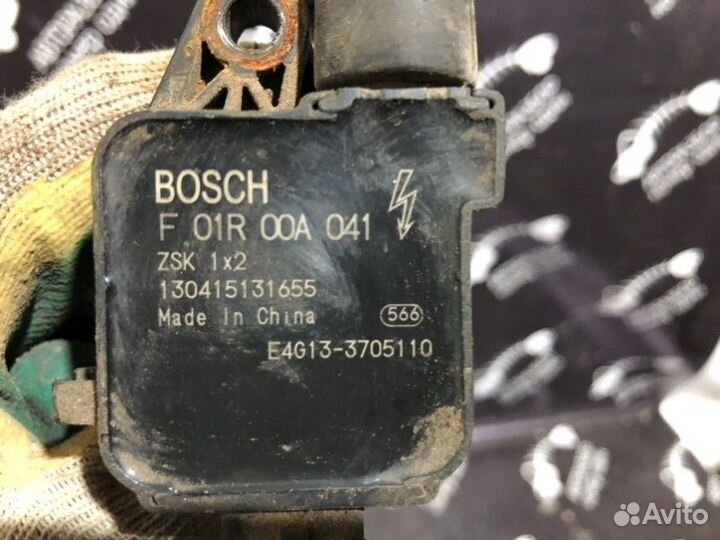 BOSCH
F 01R 00A 041
ZSK 1x2
130415131655
Made In China
566
E4G13-3705110
Avito